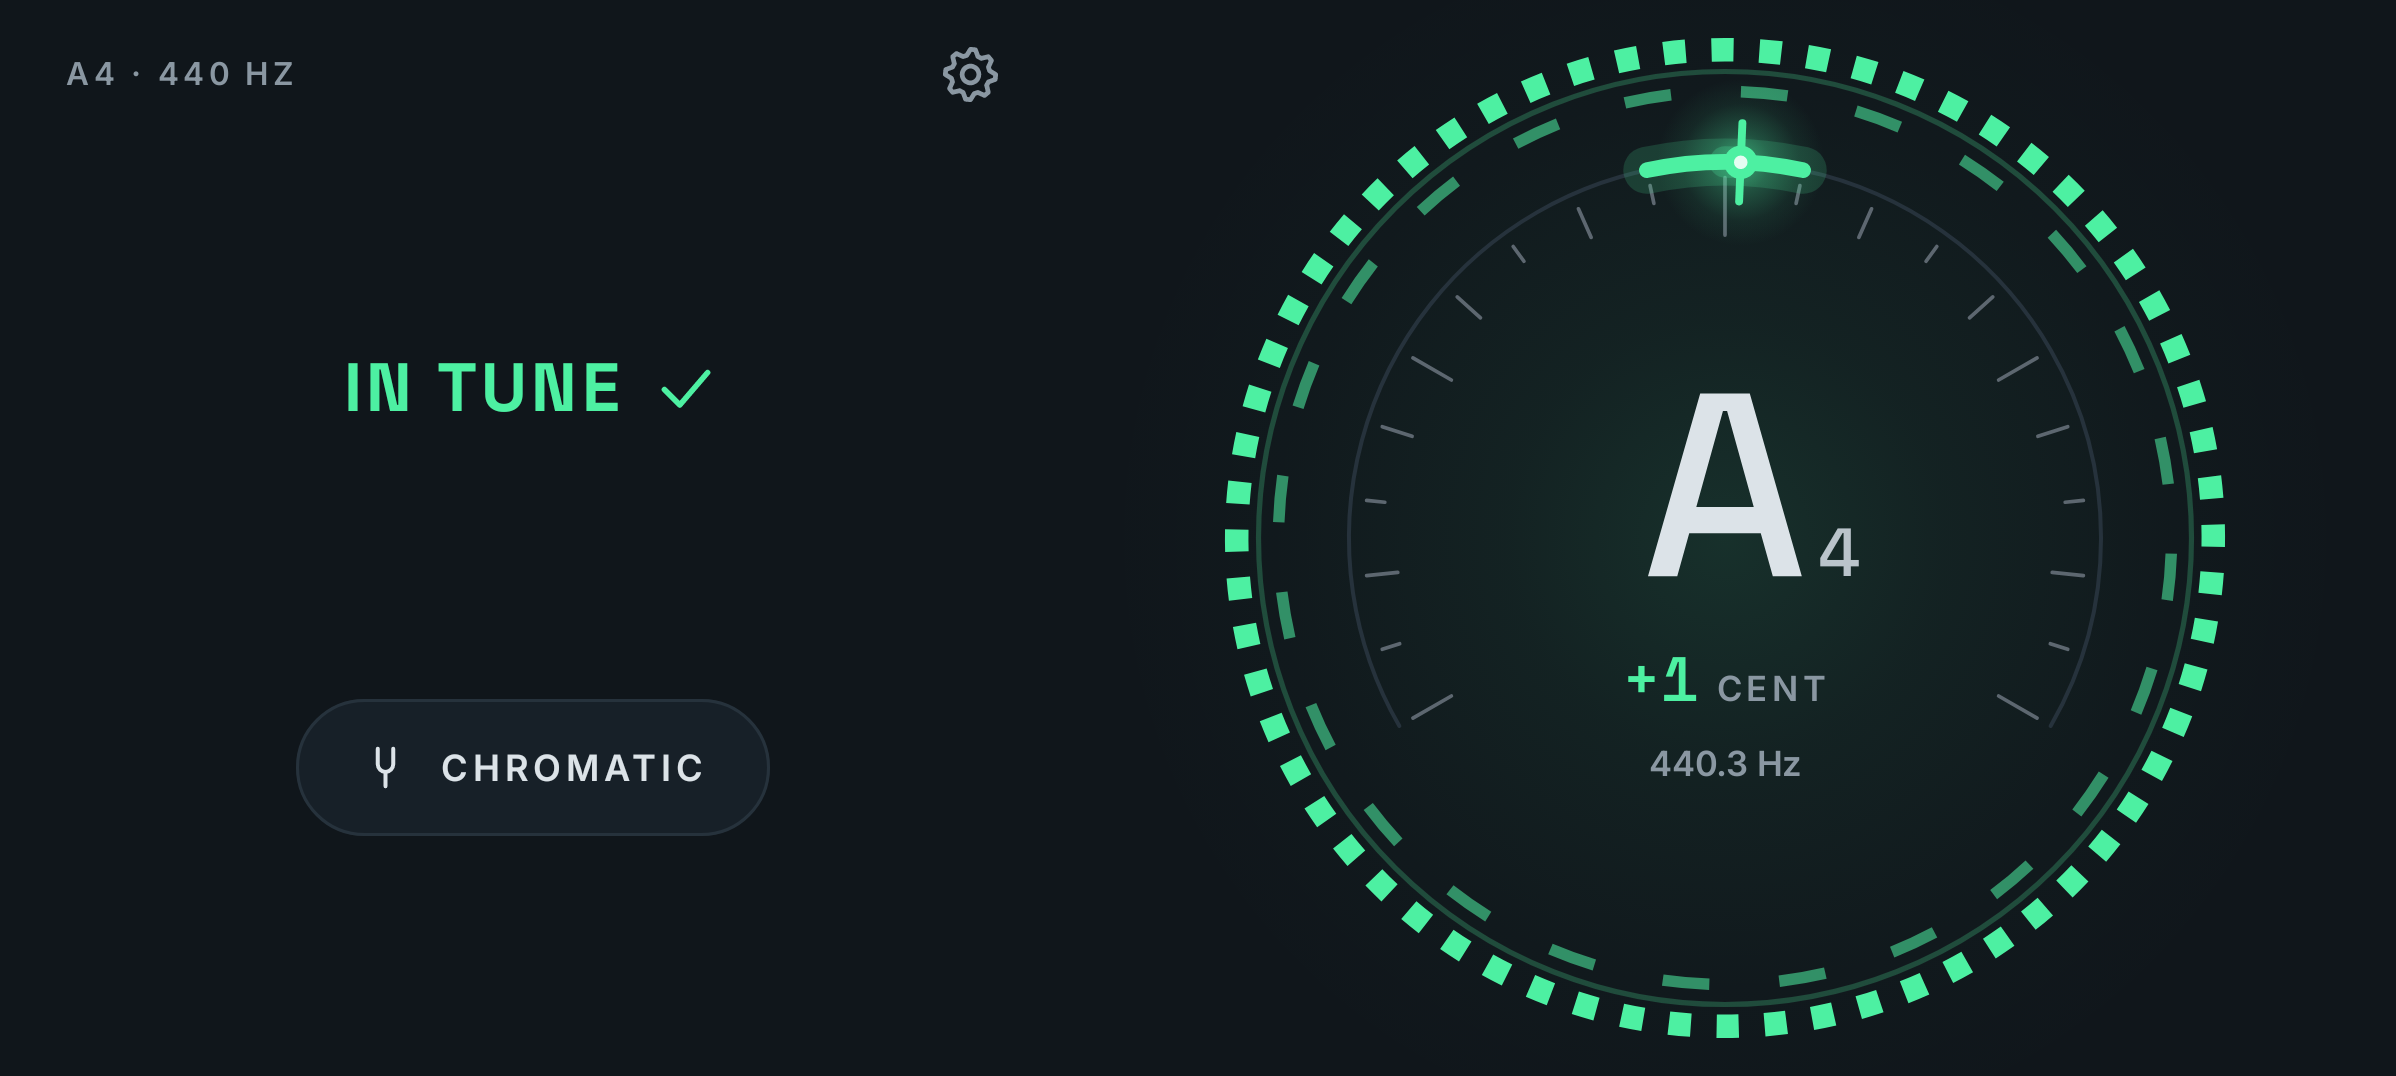 A4 · 440 HZ
IN TUNE ✓
CHROMATIC
A4
+1 CENT
440.3 Hz